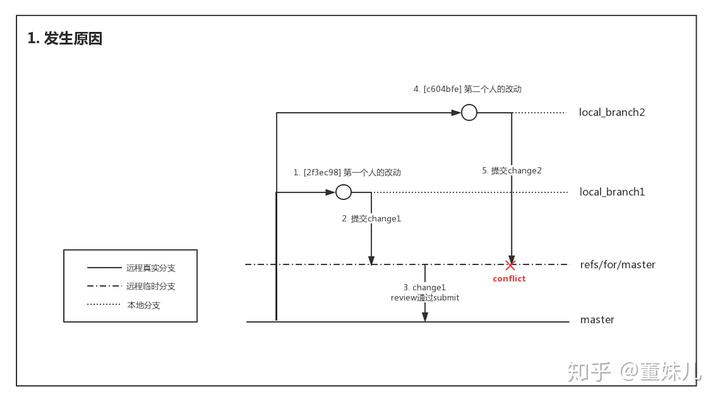 1. 发生原因
4. [c604bfe] 第二个人的改动
local_branch2
1. [2f3ec98] 第一个人的改动
5. 提交change2
local_branch1
2. 提交change1
远程真实分支
远程临时分支
本地分支
refs/for/master
conflict
3. change1
review通过submit
master
知乎 @董妹儿